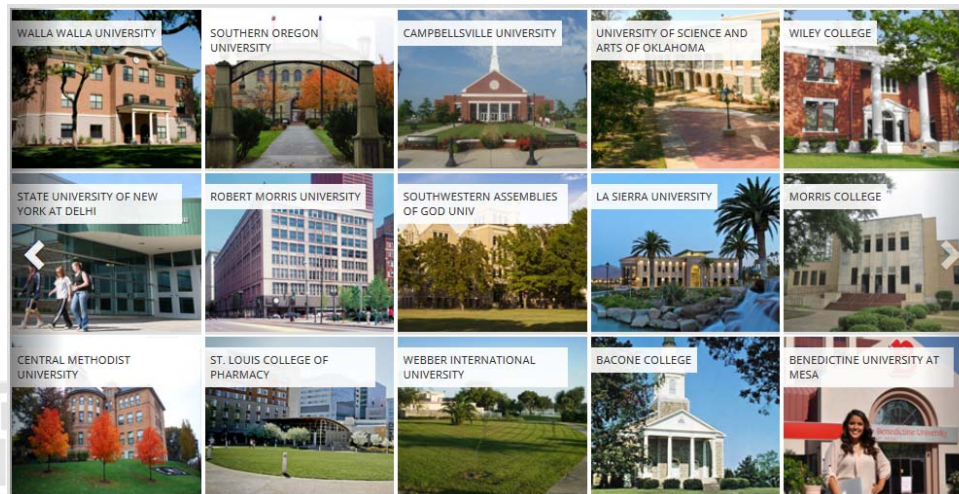 WALLA WALLA UNIVERSITY
SOUTHERN OREGON
UNIVERSITY
CAMPBELLSVILLE UNIVERSITY
UNIVERSITY OF SCIENCE AND
ARTS OF OKLAHOMA
WILEY COLLEGE
STATE UNIVERSITY OF NEW
YORK AT DELHI
ROBERT MORRIS UNIVERSITY
SOUTHWESTERN ASSEMBLIES
OF GOD UNIV
LA SIERRA UNIVERSITY
MORRIS COLLEGE
CENTRAL METHODIST
UNIVERSITY
ST. LOUIS COLLEGE OF
PHARMACY
WEBBER INTERNATIONAL
UNIVERSITY
BACONE COLLEGE
BENEDICTINE UNIVERSITY AT
MESA
Benedictine University